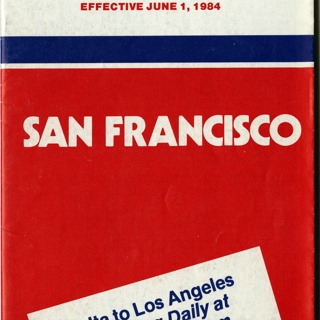 EFFECTIVE JUNE 1, 1984
SAN FRANCISCO
to Los Angeles
Daily at